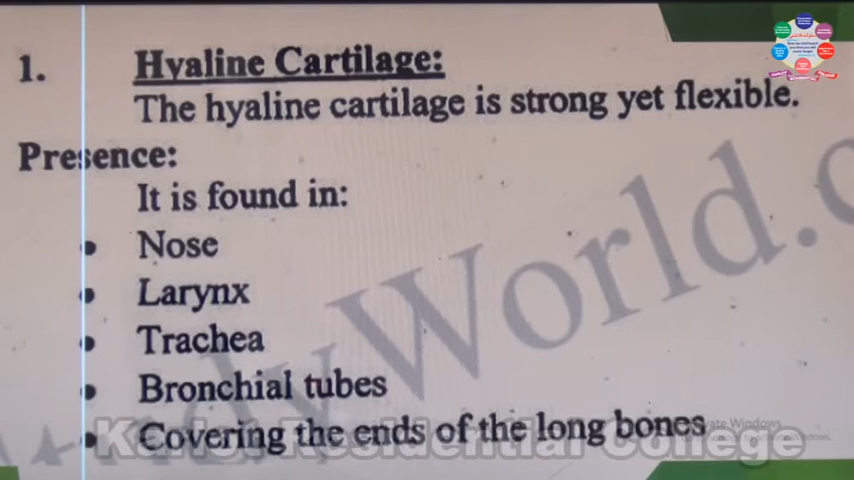 1. Hyaline Cartilage:
The hyaline cartilage is strong yet flexible.
Presence:
It is found in:
• Nose
• Larynx
• Trachea
• Bronchial tubes
• Covering the ends of the long bones
Residential College